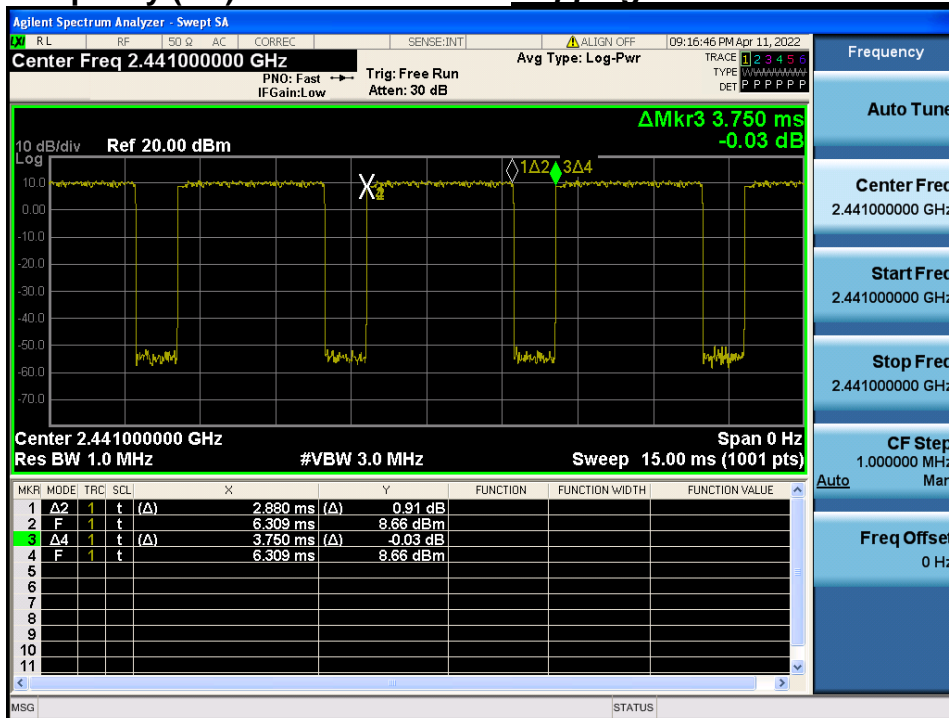 Agilent Spectrum Analyzer - Swept SA
LXI RL RF 50 Ω AC CORREC SENSE:INT ALIGN OFF 09:16:46 PM Apr 11, 2022
Center Freq 2.441000000 GHz
PNO: Fast
IFGain:Low
Trig: Free Run
Atten: 30 dB
Avg Type: Log-Pwr
TRACE 1 2 3 4 5 6
TYPE
DET P P P P P P
ΔMkr3 3.750 ms
-0.03 dB
10 dB/div Ref 20.00 dBm
Log
1Δ2 3Δ4
10.0
0.00
-10.0
-20.0
-30.0
-40.0
-50.0
-60.0
-70.0
Center 2.441000000 GHz Span 0 Hz
Res BW 1.0 MHz #VBW 3.0 MHz Sweep 15.00 ms (1001 pts)
MKR MODE TRC SCL X Y FUNCTION FUNCTION WIDTH FUNCTION VALUE
1 Δ2 1 t (Δ) 2.880 ms (Δ) 0.91 dB
2 F 1 t 6.309 ms 8.66 dBm
3 Δ4 1 t (Δ) 3.750 ms (Δ) -0.03 dB
4 F 1 t 6.309 ms 8.66 dBm
5
6
7
8
9
10
11
MSG STATUS
Frequency
Auto Tune
Center Freq
2.441000000 GHz
Start Freq
2.441000000 GHz
Stop Freq
2.441000000 GHz
CF Step
1.000000 MHz
Auto Man
Freq Offset
0 Hz